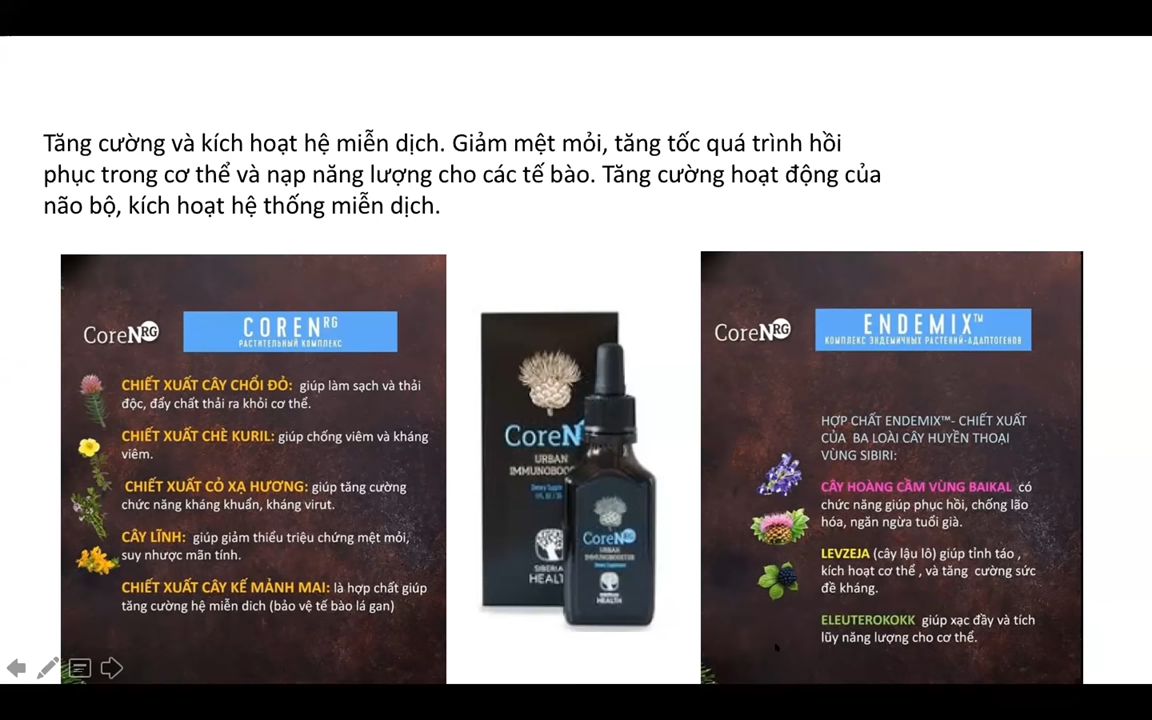 Tăng cường và kích hoạt hệ miễn dịch. Giảm mệt mỏi, tăng tốc quá trình hồi
phục trong cơ thể và nạp năng lượng cho các tế bào. Tăng cường hoạt động của
não bộ, kích hoạt hệ thống miễn dịch.
CoreNRG
CORENRG
РАСТИТЕЛЬНЫЙ КОМПЛЕКС
CHIẾT XUẤT CÂY CHỔI ĐỎ: giúp làm sạch và thải
độc, đẩy chất thải ra khỏi cơ thể.
CHIẾT XUẤT CHÈ KURIL: giúp chống viêm và kháng
viêm.
CHIẾT XUẤT CỎ XẠ HƯƠNG: giúp tăng cường
chức năng kháng khuẩn, kháng virut.
CÂY LĨNH: giúp giảm thiểu triệu chứng mệt mỏi,
suy nhược mãn tính.
CHIẾT XUẤT CÂY KẾ MẢNH MAI: là hợp chất giúp
tăng cường hệ miễn dich (bảo vệ tế bào lá gan)
CoreN
URBAN
IMMUNOBOO
Dietary Supple
SIBERIA
HEALT
CoreNRG
URBAN
IMMUNOBOOSTER
Dietary Supplement
SIBERIAN
HEALTH
CoreNRG
ENDEMIX™
КОМПЛЕКС ЭНДЕМИЧНЫХ РАСТЕНИЙ-АДАПТОГЕНОВ
HỢP CHẤT ENDEMIX™- CHIẾT XUẤT
CỦA BA LOÀI CÂY HUYỀN THOẠI
VÙNG SIBIRI:
CÂY HOÀNG CẦM VÙNG BAIKAL có
chức năng giúp phục hồi, chống lão
hóa, ngăn ngừa tuổi già.
LEVZEJA (cây lậu lô) giúp tỉnh táo ,
kích hoạt cơ thể , và tăng cường sức
đề kháng.
ELEUTEROKOKK giúp xạc đầy và tích
lũy năng lượng cho cơ thể.